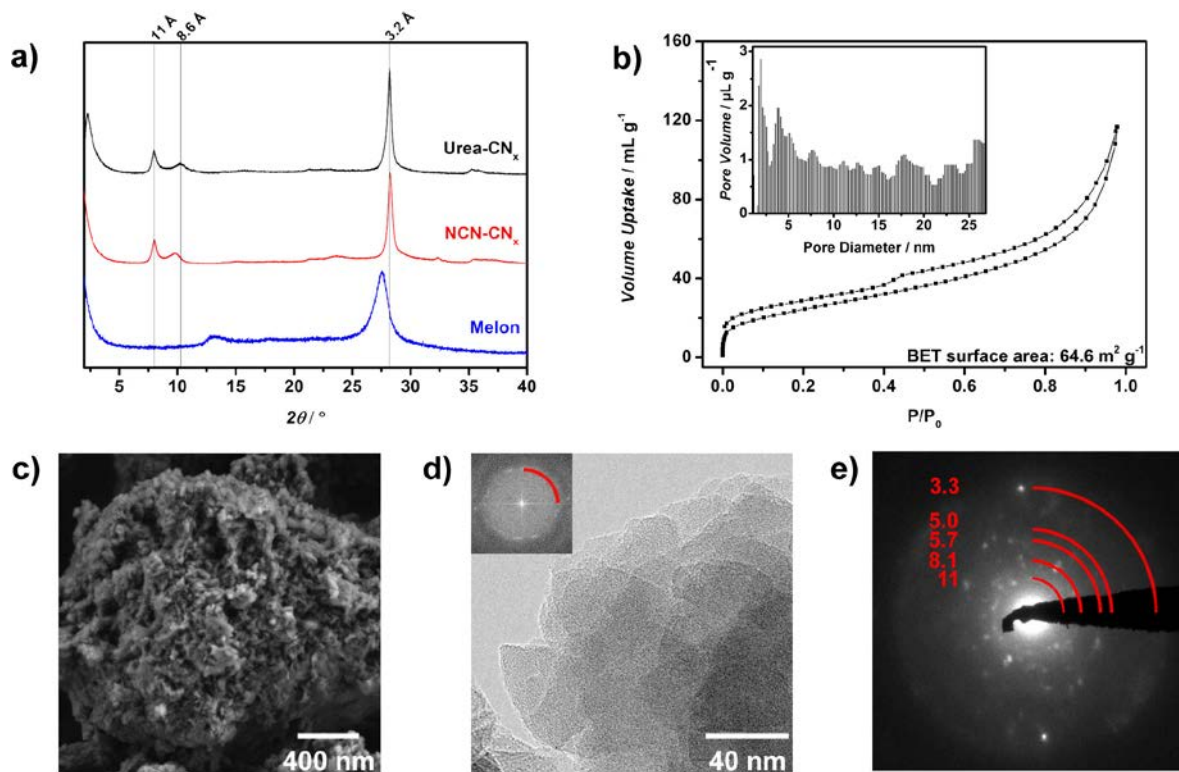 a)
11 Å
8.6 Å
3.2 Å
Urea-CNₓ
NCN-CNₓ
Melon
5 10 15 20 25 30 35 40
2θ / °
b)
160
120
80
40
0
Volume Uptake / mL g⁻¹
3
2
1
0
Pore Volume / µL g⁻¹
5 10 15 20 25
Pore Diameter / nm
BET surface area: 64.6 m² g⁻¹
0.0 0.2 0.4 0.6 0.8 1.0
P/P₀
c)
400 nm
d)
40 nm
e)
3.3
5.0
5.7
8.1
11